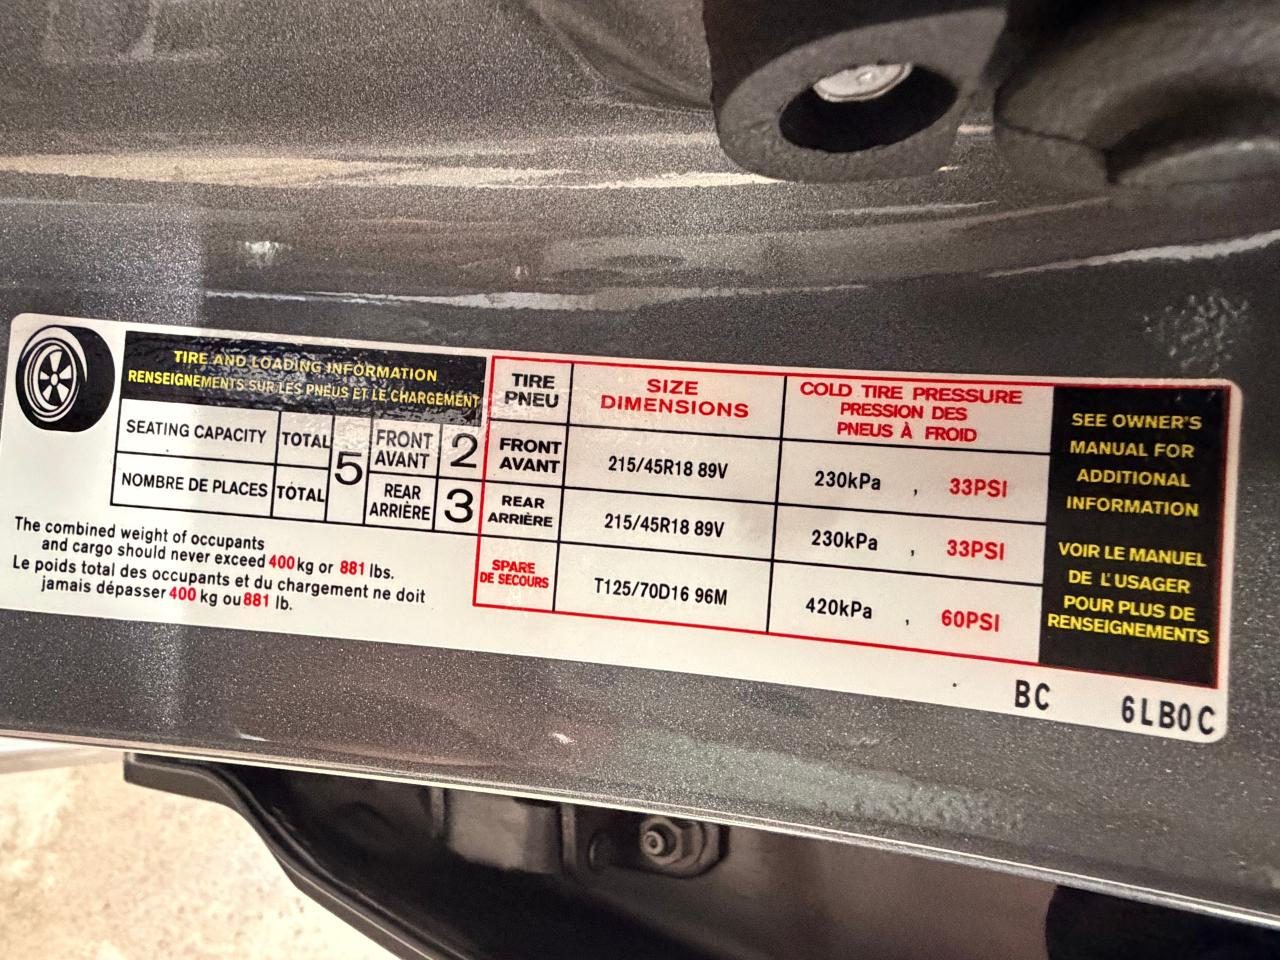 TIRE AND LOADING INFORMATION
RENSEIGNEMENTS SUR LES PNEUS ET LE CHARGEMENT
SEATING CAPACITY TOTAL 5 FRONT AVANT 2
NOMBRE DE PLACES TOTAL REAR ARRIÈRE 3
The combined weight of occupants
and cargo should never exceed 400 kg or 881 lbs.
Le poids total des occupants et du chargement ne doit
jamais dépasser 400 kg ou 881 lb.
TIRE PNEU SIZE DIMENSIONS COLD TIRE PRESSURE PRESSION DES PNEUS À FROID
FRONT AVANT 215/45R18 89V 230kPa , 33PSI
REAR ARRIÈRE 215/45R18 89V 230kPa , 33PSI
SPARE DE SECOURS T125/70D16 96M 420kPa , 60PSI
SEE OWNER'S
MANUAL FOR
ADDITIONAL
INFORMATION
VOIR LE MANUEL
DE L'USAGER
POUR PLUS DE
RENSEIGNEMENTS
BC 6LB0C